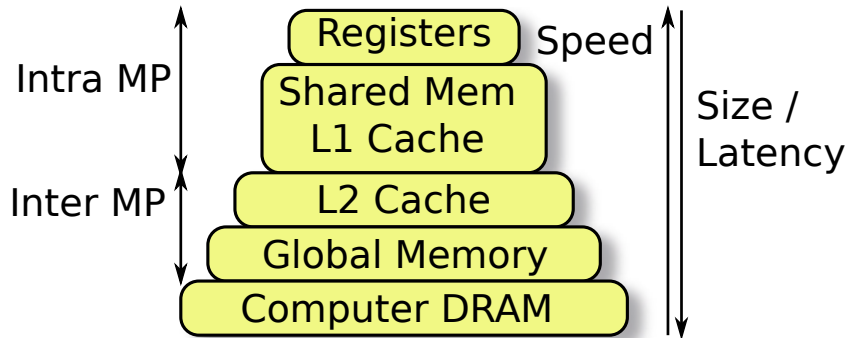 Registers
Speed
Intra MP
Shared Mem
L1 Cache
Size /
Latency
Inter MP
L2 Cache
Global Memory
Computer DRAM